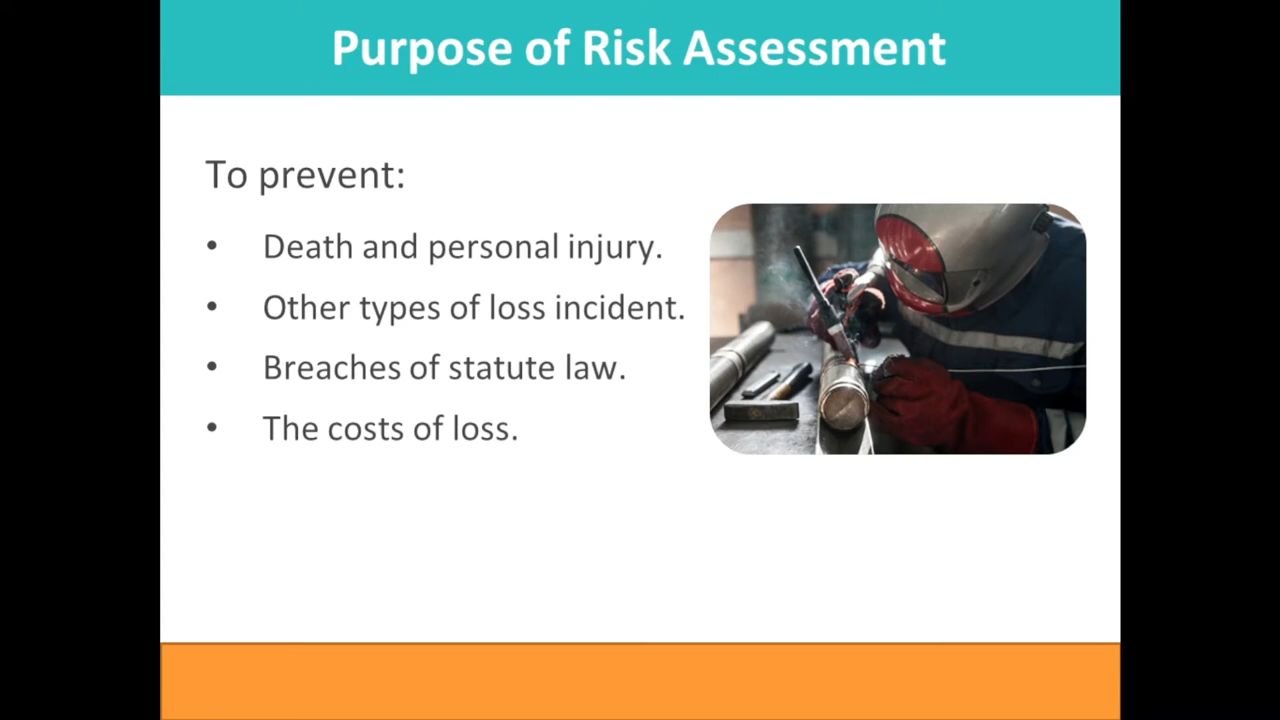 Purpose of Risk Assessment
To prevent:
• Death and personal injury.
• Other types of loss incident.
• Breaches of statute law.
• The costs of loss.